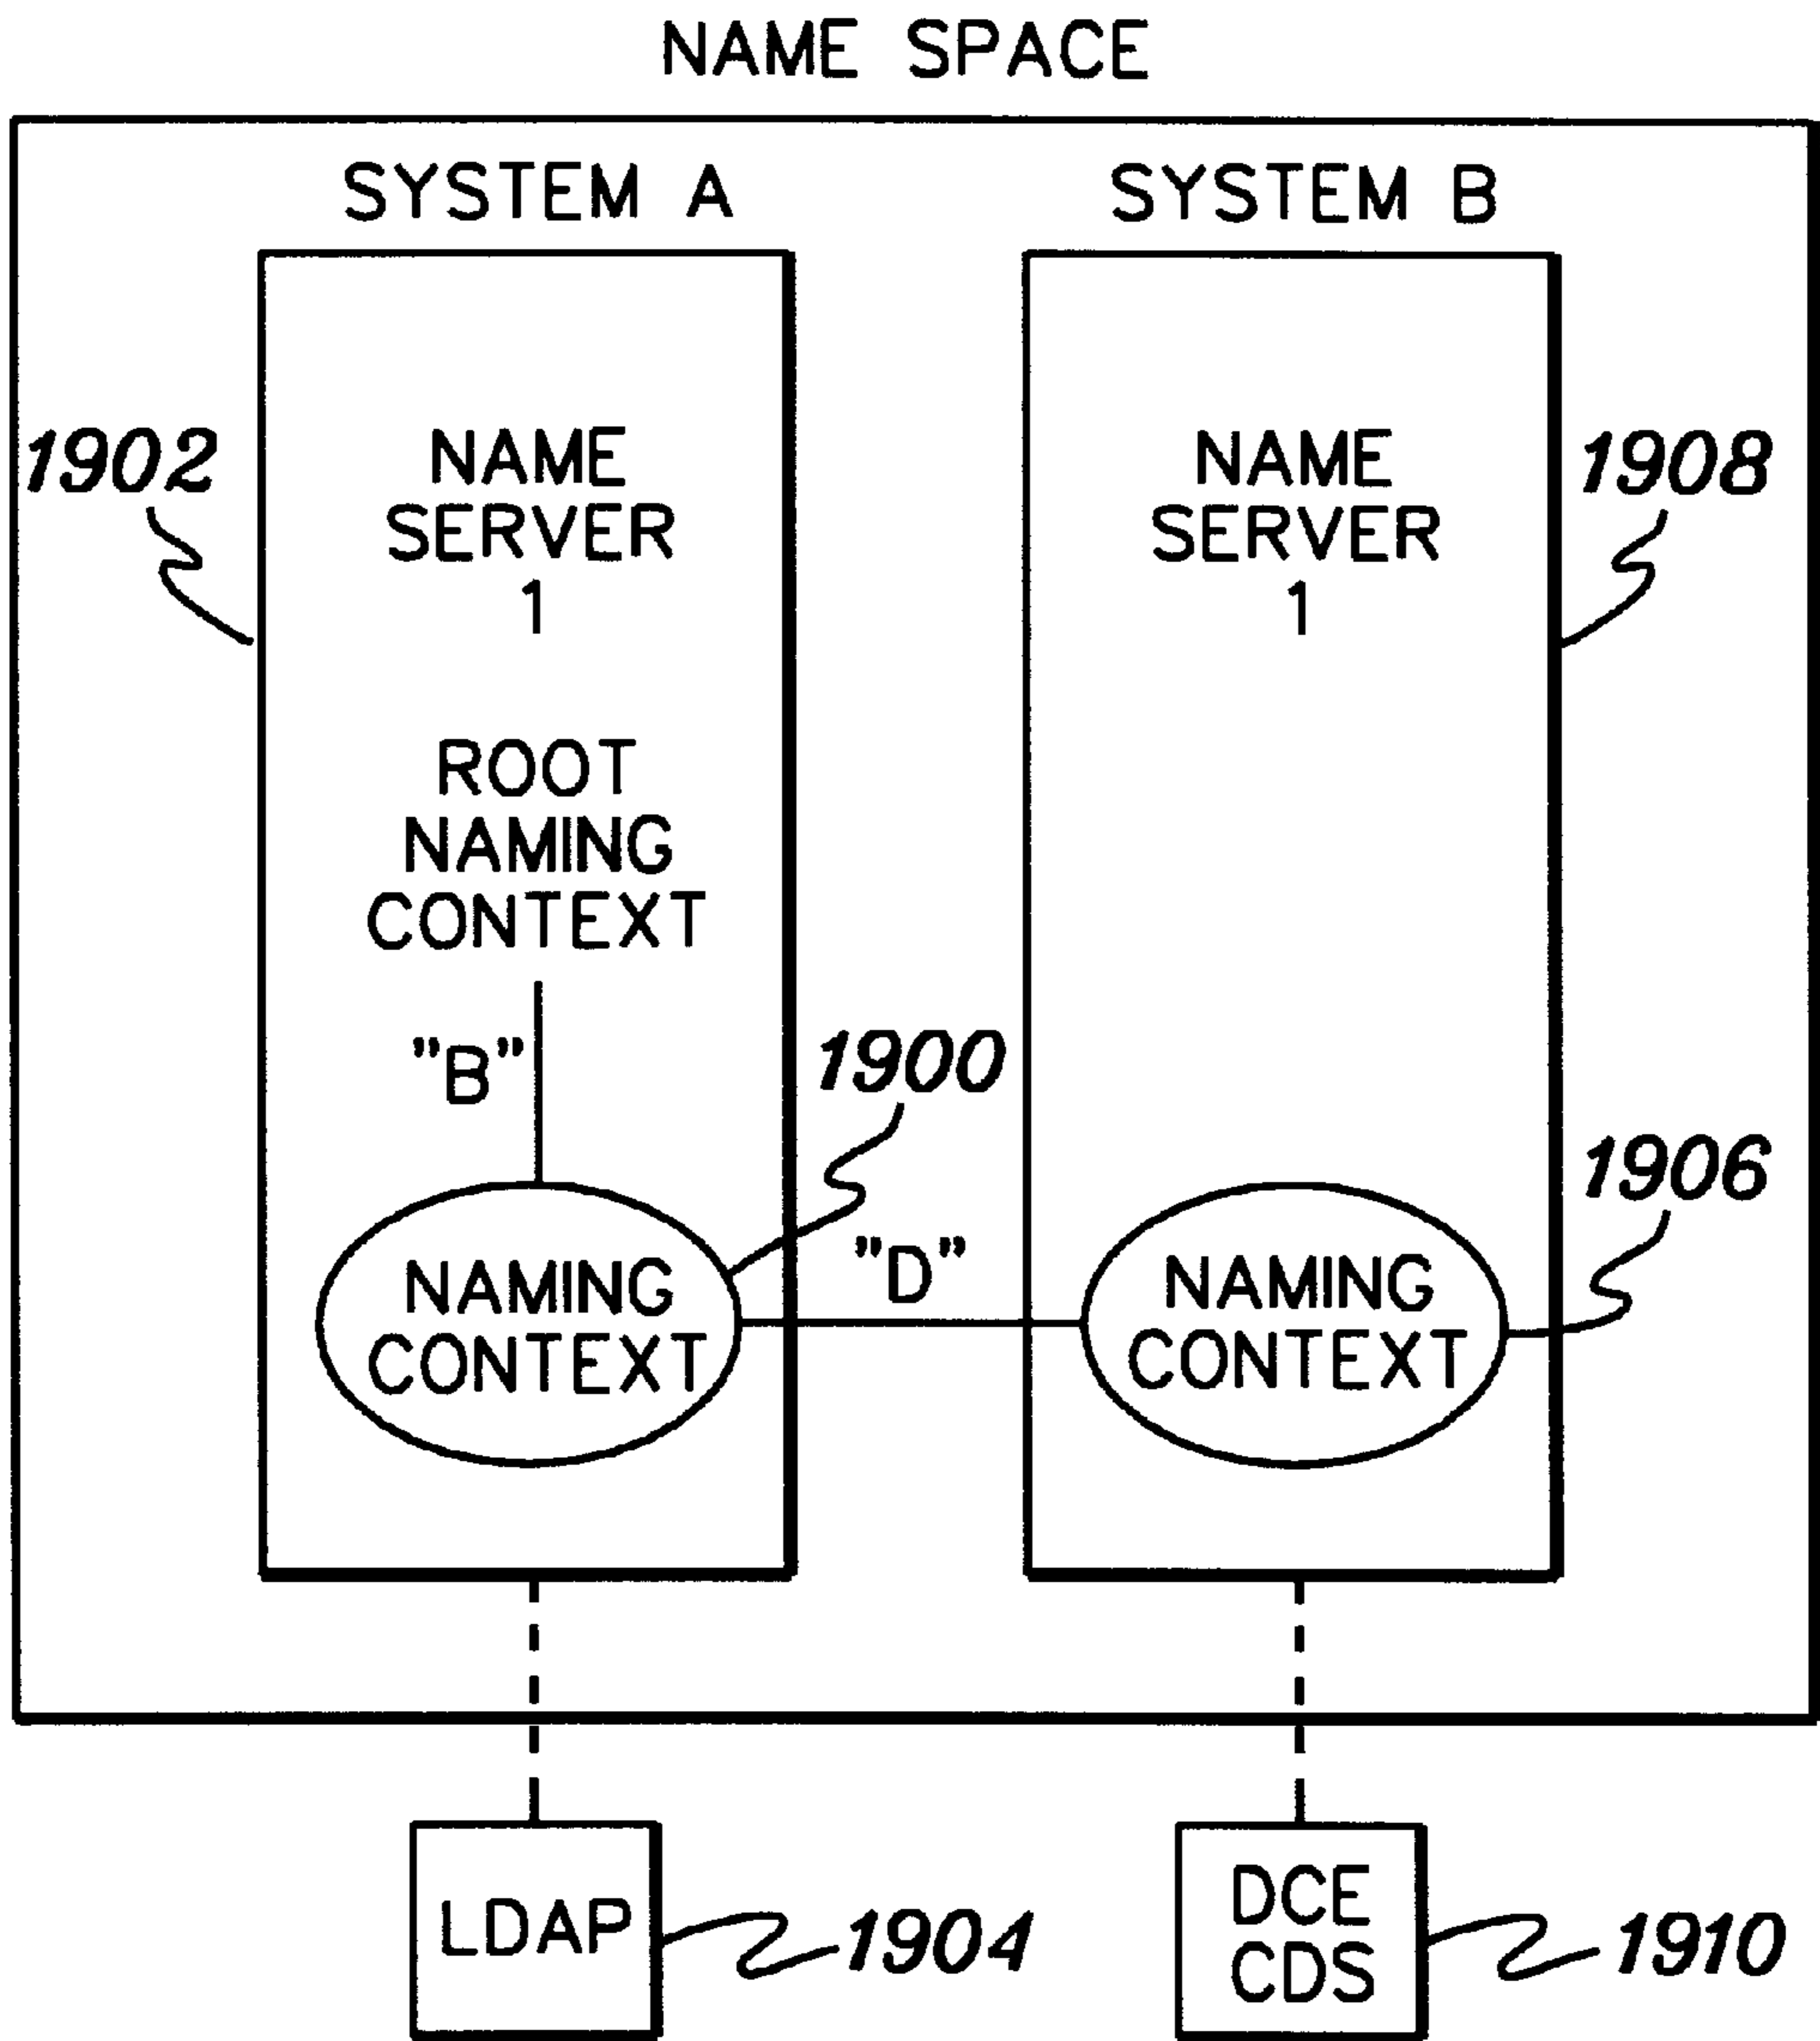 NAME SPACE
SYSTEM A
SYSTEM B
1902
NAME
SERVER
1
NAME
SERVER
1
1908
ROOT
NAMING
CONTEXT
"B"
1900
"D"
1906
NAMING
CONTEXT
NAMING
CONTEXT
LDAP
1904
DCE
CDS
1910